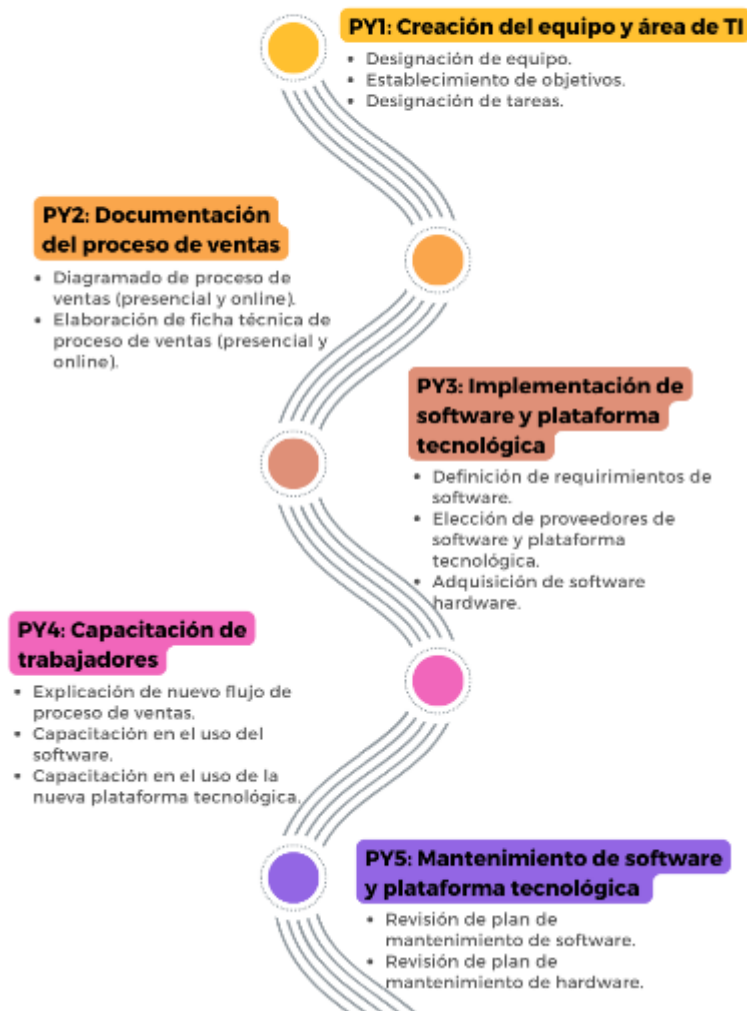 PY1: Creación del equipo y área de TI
• Designación de equipo.
• Establecimiento de objetivos.
• Designación de tareas.
PY2: Documentación
del proceso de ventas
• Diagramado de proceso de
ventas (presencial y online).
• Elaboración de ficha técnica de
proceso de ventas (presencial y
online).
PY3: Implementación de
software y plataforma
tecnológica
• Definición de requirimientos de
software.
• Elección de proveedores de
software y plataforma
tecnológica.
• Adquisición de software
hardware.
PY4: Capacitación de
trabajadores
• Explicación de nuevo flujo de
proceso de ventas.
• Capacitación en el uso del
software.
• Capacitación en el uso de la
nueva plataforma tecnológica.
PY5: Mantenimiento de software
y plataforma tecnológica
• Revisión de plan de
mantenimiento de software.
• Revisión de plan de
mantenimiento de hardware.